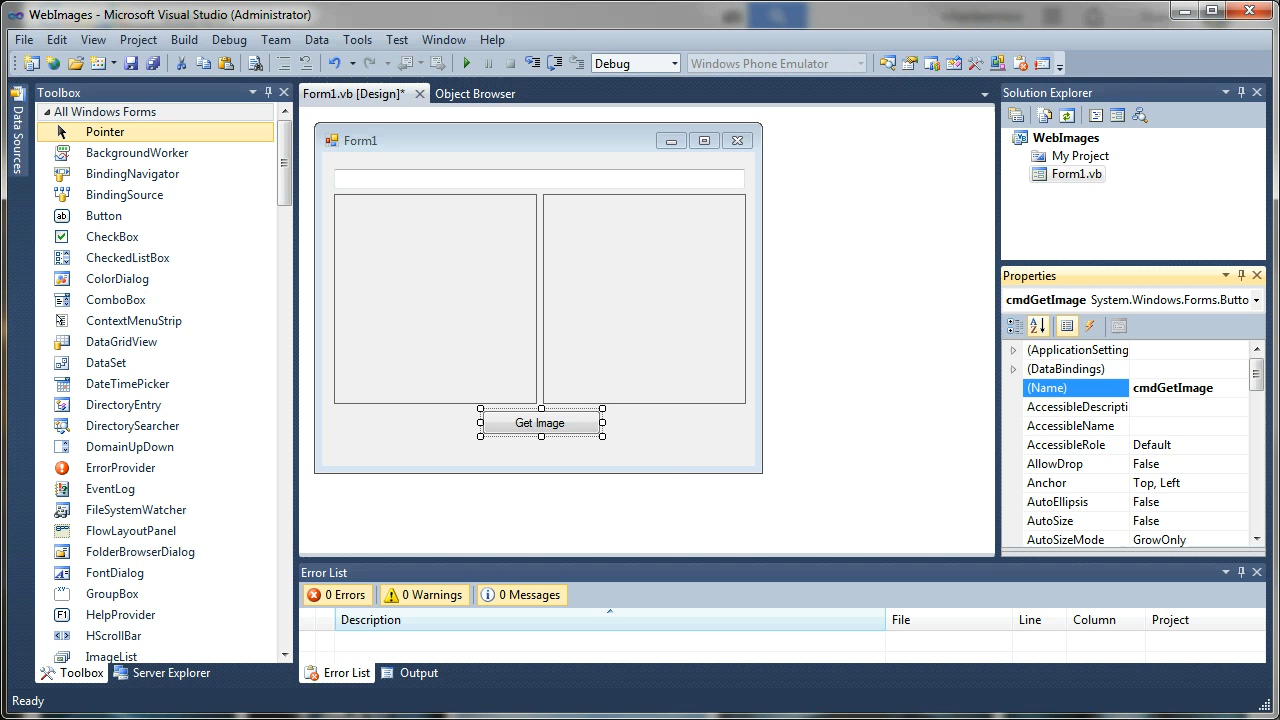 WebImages - Microsoft Visual Studio (Administrator)
File Edit View Project Build Debug Team Data Tools Test Window Help
Debug Windows Phone Emulator
Data Sources
Toolbox
All Windows Forms
Pointer
BackgroundWorker
BindingNavigator
BindingSource
Button
CheckBox
CheckedListBox
ColorDialog
ComboBox
ContextMenuStrip
DataGridView
DataSet
DateTimePicker
DirectoryEntry
DirectorySearcher
DomainUpDown
ErrorProvider
EventLog
FileSystemWatcher
FlowLayoutPanel
FolderBrowserDialog
FontDialog
GroupBox
HelpProvider
HScrollBar
ImageList
Toolbox Server Explorer
Form1.vb [Design]* Object Browser
Form1
Get Image
Solution Explorer
WebImages
My Project
Form1.vb
Properties
cmdGetImage System.Windows.Forms.Butto
(ApplicationSetting
(DataBindings)
(Name) cmdGetImage
AccessibleDescripti
AccessibleName
AccessibleRole Default
AllowDrop False
Anchor Top, Left
AutoEllipsis False
AutoSize False
AutoSizeMode GrowOnly
Error List
0 Errors 0 Warnings 0 Messages
Description File Line Column Project
Error List Output
Ready